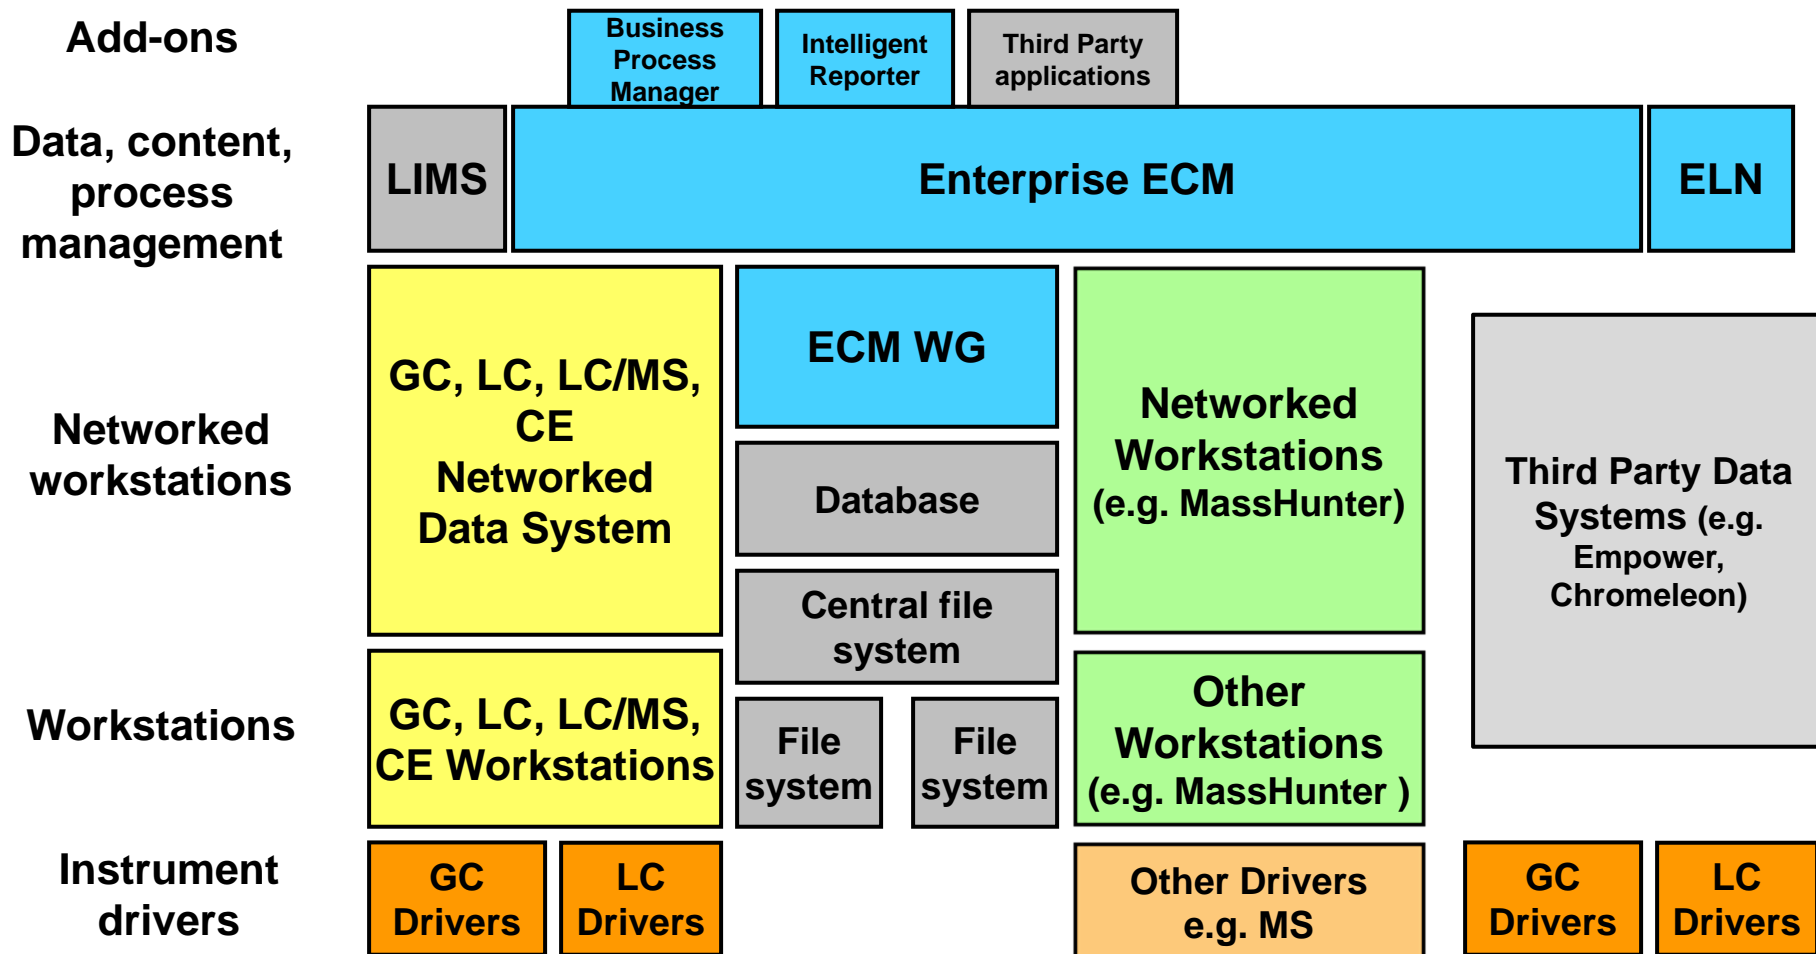 Add-ons
Business
Process
Manager
Intelligent
Reporter
Third Party
applications
Data, content,
process
management
LIMS
Enterprise ECM
ELN
Networked
workstations
GC, LC, LC/MS,
CE
Networked
Data System
ECM WG
Database
Central file
system
Networked
Workstations
(e.g. MassHunter)
Third Party Data
Systems (e.g.
Empower,
Chromeleon)
Workstations
GC, LC, LC/MS,
CE Workstations
File
system
File
system
Other
Workstations
(e.g. MassHunter )
Instrument
drivers
GC
Drivers
LC
Drivers
Other Drivers
e.g. MS
GC
Drivers
LC
Drivers